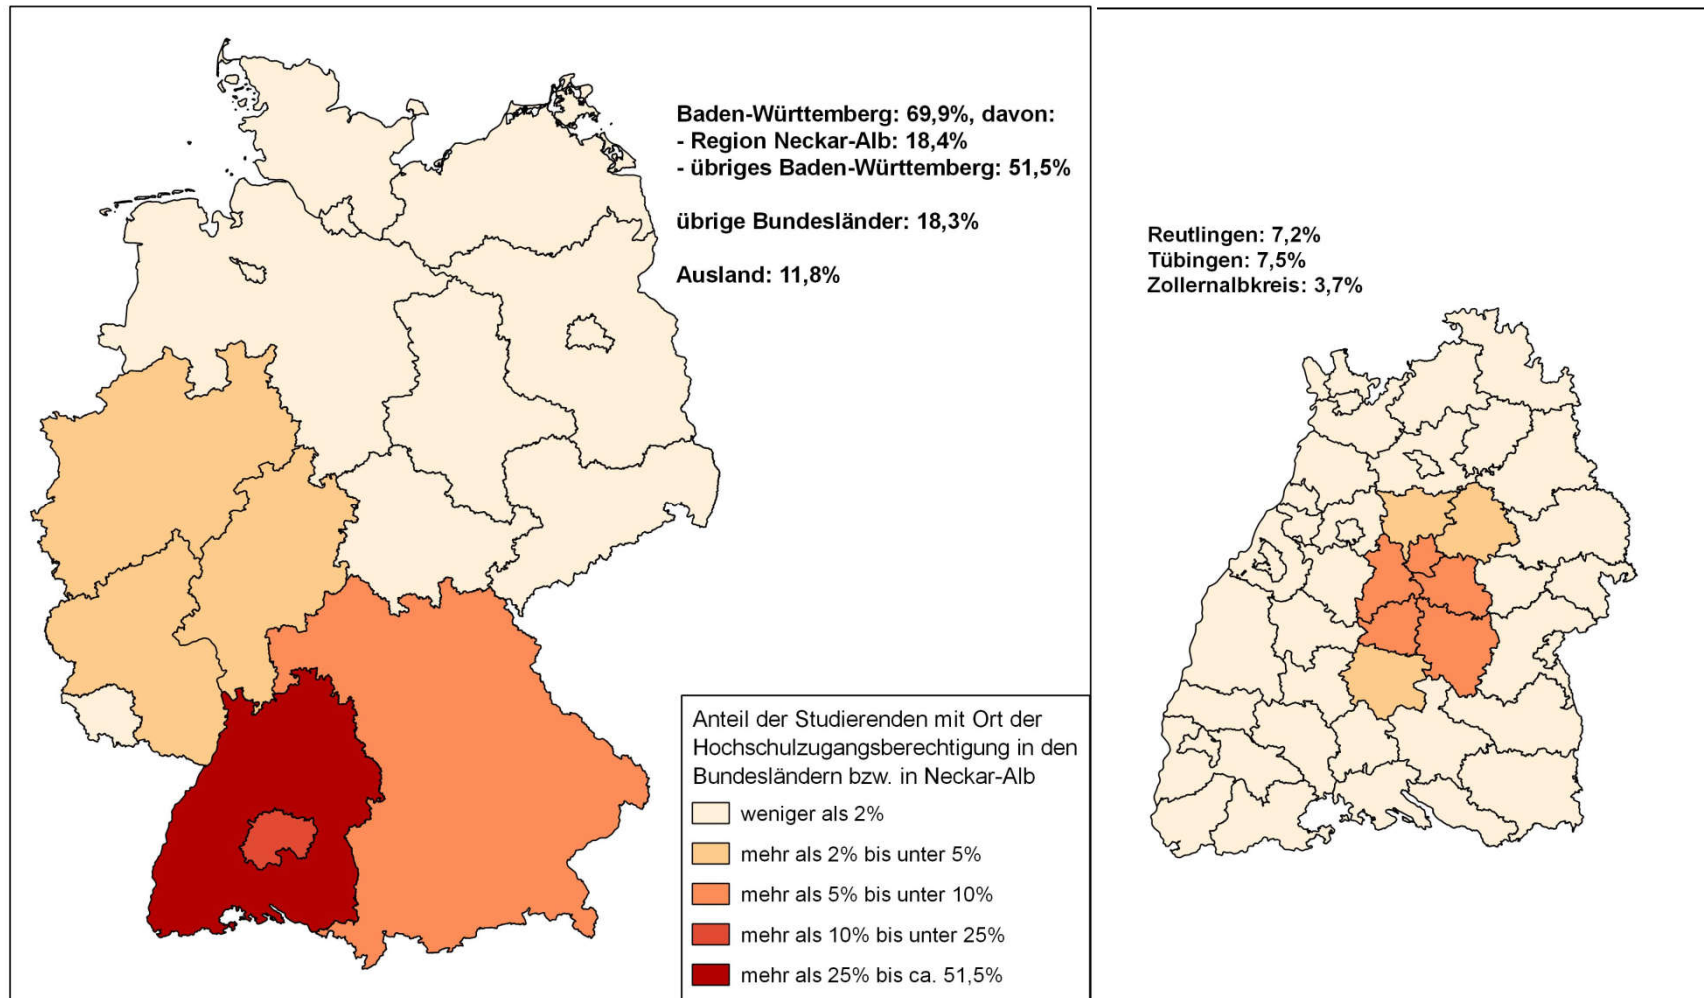 Baden-Württemberg: 69,9%, davon:
- Region Neckar-Alb: 18,4%
- übriges Baden-Württemberg: 51,5%
übrige Bundesländer: 18,3%
Ausland: 11,8%
Reutlingen: 7,2%
Tübingen: 7,5%
Zollernalbkreis: 3,7%
Anteil der Studierenden mit Ort der
Hochschulzugangsberechtigung in den
Bundesländern bzw. in Neckar-Alb
weniger als 2%
mehr als 2% bis unter 5%
mehr als 5% bis unter 10%
mehr als 10% bis unter 25%
mehr als 25% bis ca. 51,5%